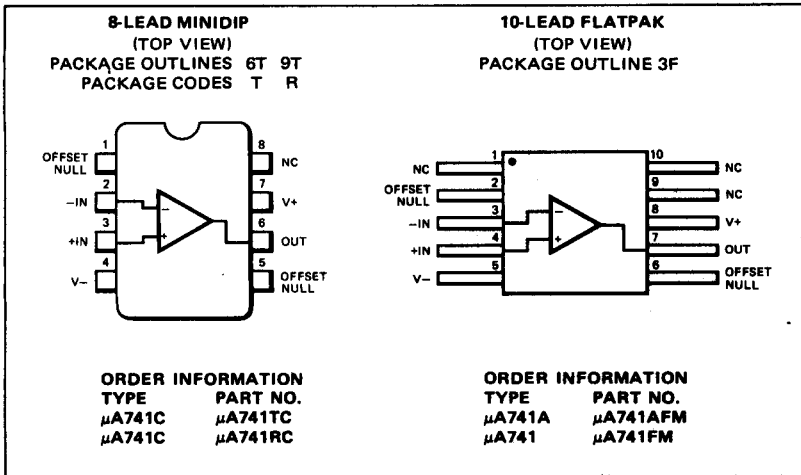 8-LEAD MINIDIP
(TOP VIEW)
PACKAGE OUTLINES 6T 9T
PACKAGE CODES T R
1
OFFSET
NULL
2
−IN
3
+IN
4
V−
8
NC
7
V+
6
OUT
5
OFFSET
NULL
−
+
ORDER INFORMATION
TYPE PART NO.
μA741C μA741TC
μA741C μA741RC
10-LEAD FLATPAK
(TOP VIEW)
PACKAGE OUTLINE 3F
1
NC
2
OFFSET
NULL
3
−IN
4
+IN
5
V−
10
NC
9
NC
8
V+
7
OUT
6
OFFSET
NULL
−
+
ORDER INFORMATION
TYPE PART NO.
μA741A μA741AFM
μA741 μA741FM